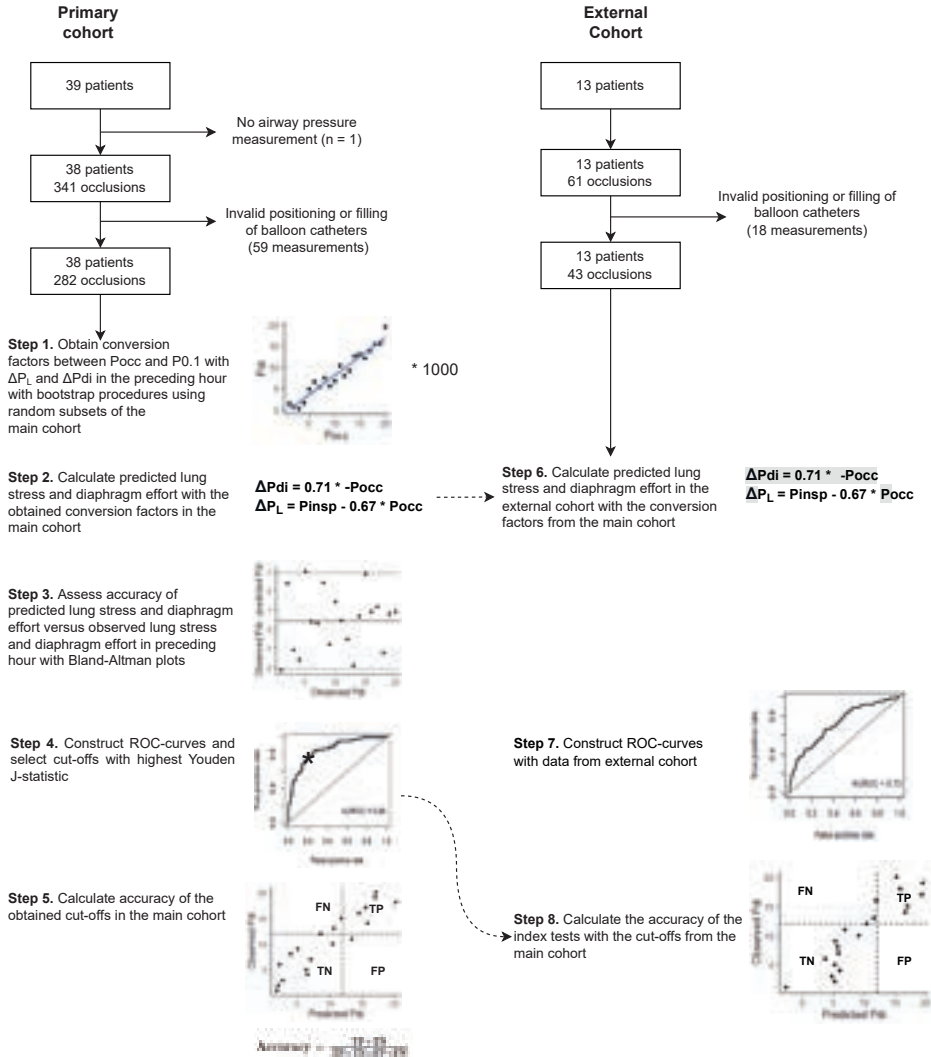 Primary
cohort
39 patients
No airway pressure
measurement (n = 1)
38 patients
341 occlusions
Invalid positioning or filling
of balloon catheters
(59 measurements)
38 patients
282 occlusions
Step 1. Obtain conversion
factors between Pocc and P0.1 with
ΔPL and ΔPdi in the preceding hour
with bootstrap procedures using
random subsets of the
main cohort
* 1000
Step 2. Calculate predicted lung
stress and diaphragm effort with the
obtained conversion factors in the
main cohort
ΔPdi = 0.71 * -Pocc
ΔPL = Pinsp - 0.67 * Pocc
Step 3. Assess accuracy of
predicted lung stress and diaphragm
effort versus observed lung stress
and diaphragm effort in preceding
hour with Bland-Altman plots
Step 4. Construct ROC-curves and
select cut-offs with highest Youden
J-statistic
*
Step 5. Calculate accuracy of the
obtained cut-offs in the main cohort
FN
TP
TN
FP
Observed Pdi
Predicted Pdi
Accuracy =
External
Cohort
13 patients
13 patients
61 occlusions
Invalid positioning or filling of
balloon catheters
(18 measurements)
13 patients
43 occlusions
Step 6. Calculate predicted lung
stress and diaphragm effort in the
external cohort with the conversion
factors from the main cohort
ΔPdi = 0.71 * -Pocc
ΔPL = Pinsp - 0.67 * Pocc
Step 7. Construct ROC-curves
with data from external cohort
Step 8. Calculate the accuracy of the
index tests with the cut-offs from the
main cohort
FN
TP
TN
FP
Observed Pdi
Predicted Pdi